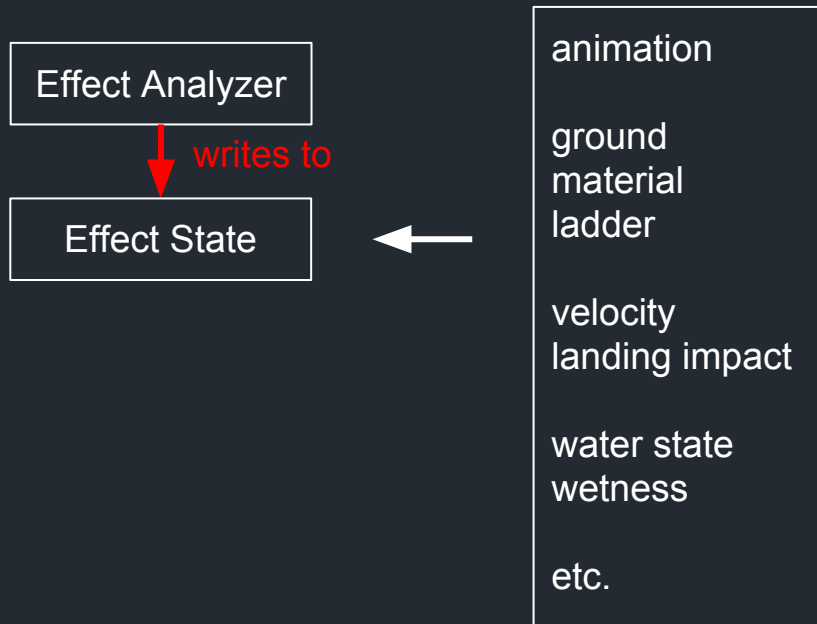 Effect Analyzer
writes to
Effect State
animation
ground
material
ladder
velocity
landing impact
water state
wetness
etc.